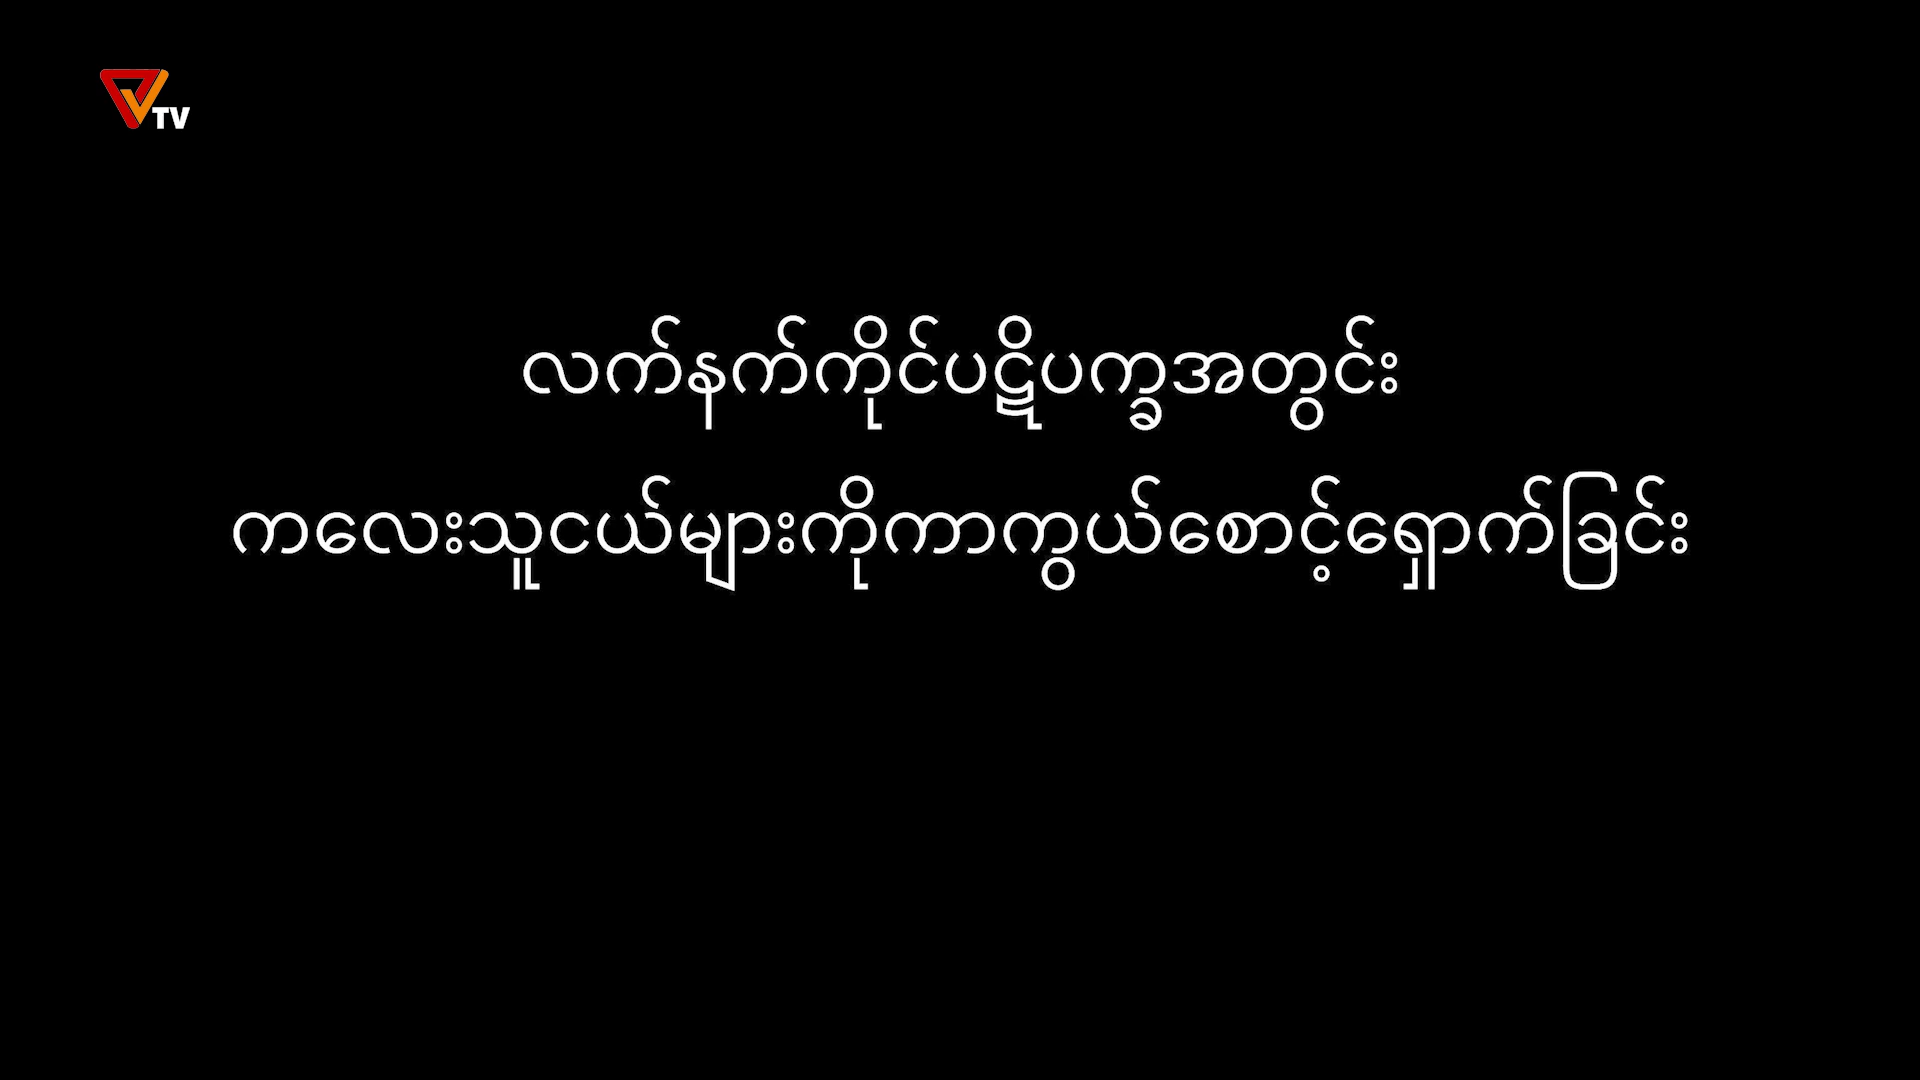 TV
လက်နက်ကိုင်ပဋိပက္ခအတွင်း
ကလေးသူငယ်များကိုကာကွယ်စောင့်ရှောက်ခြင်း